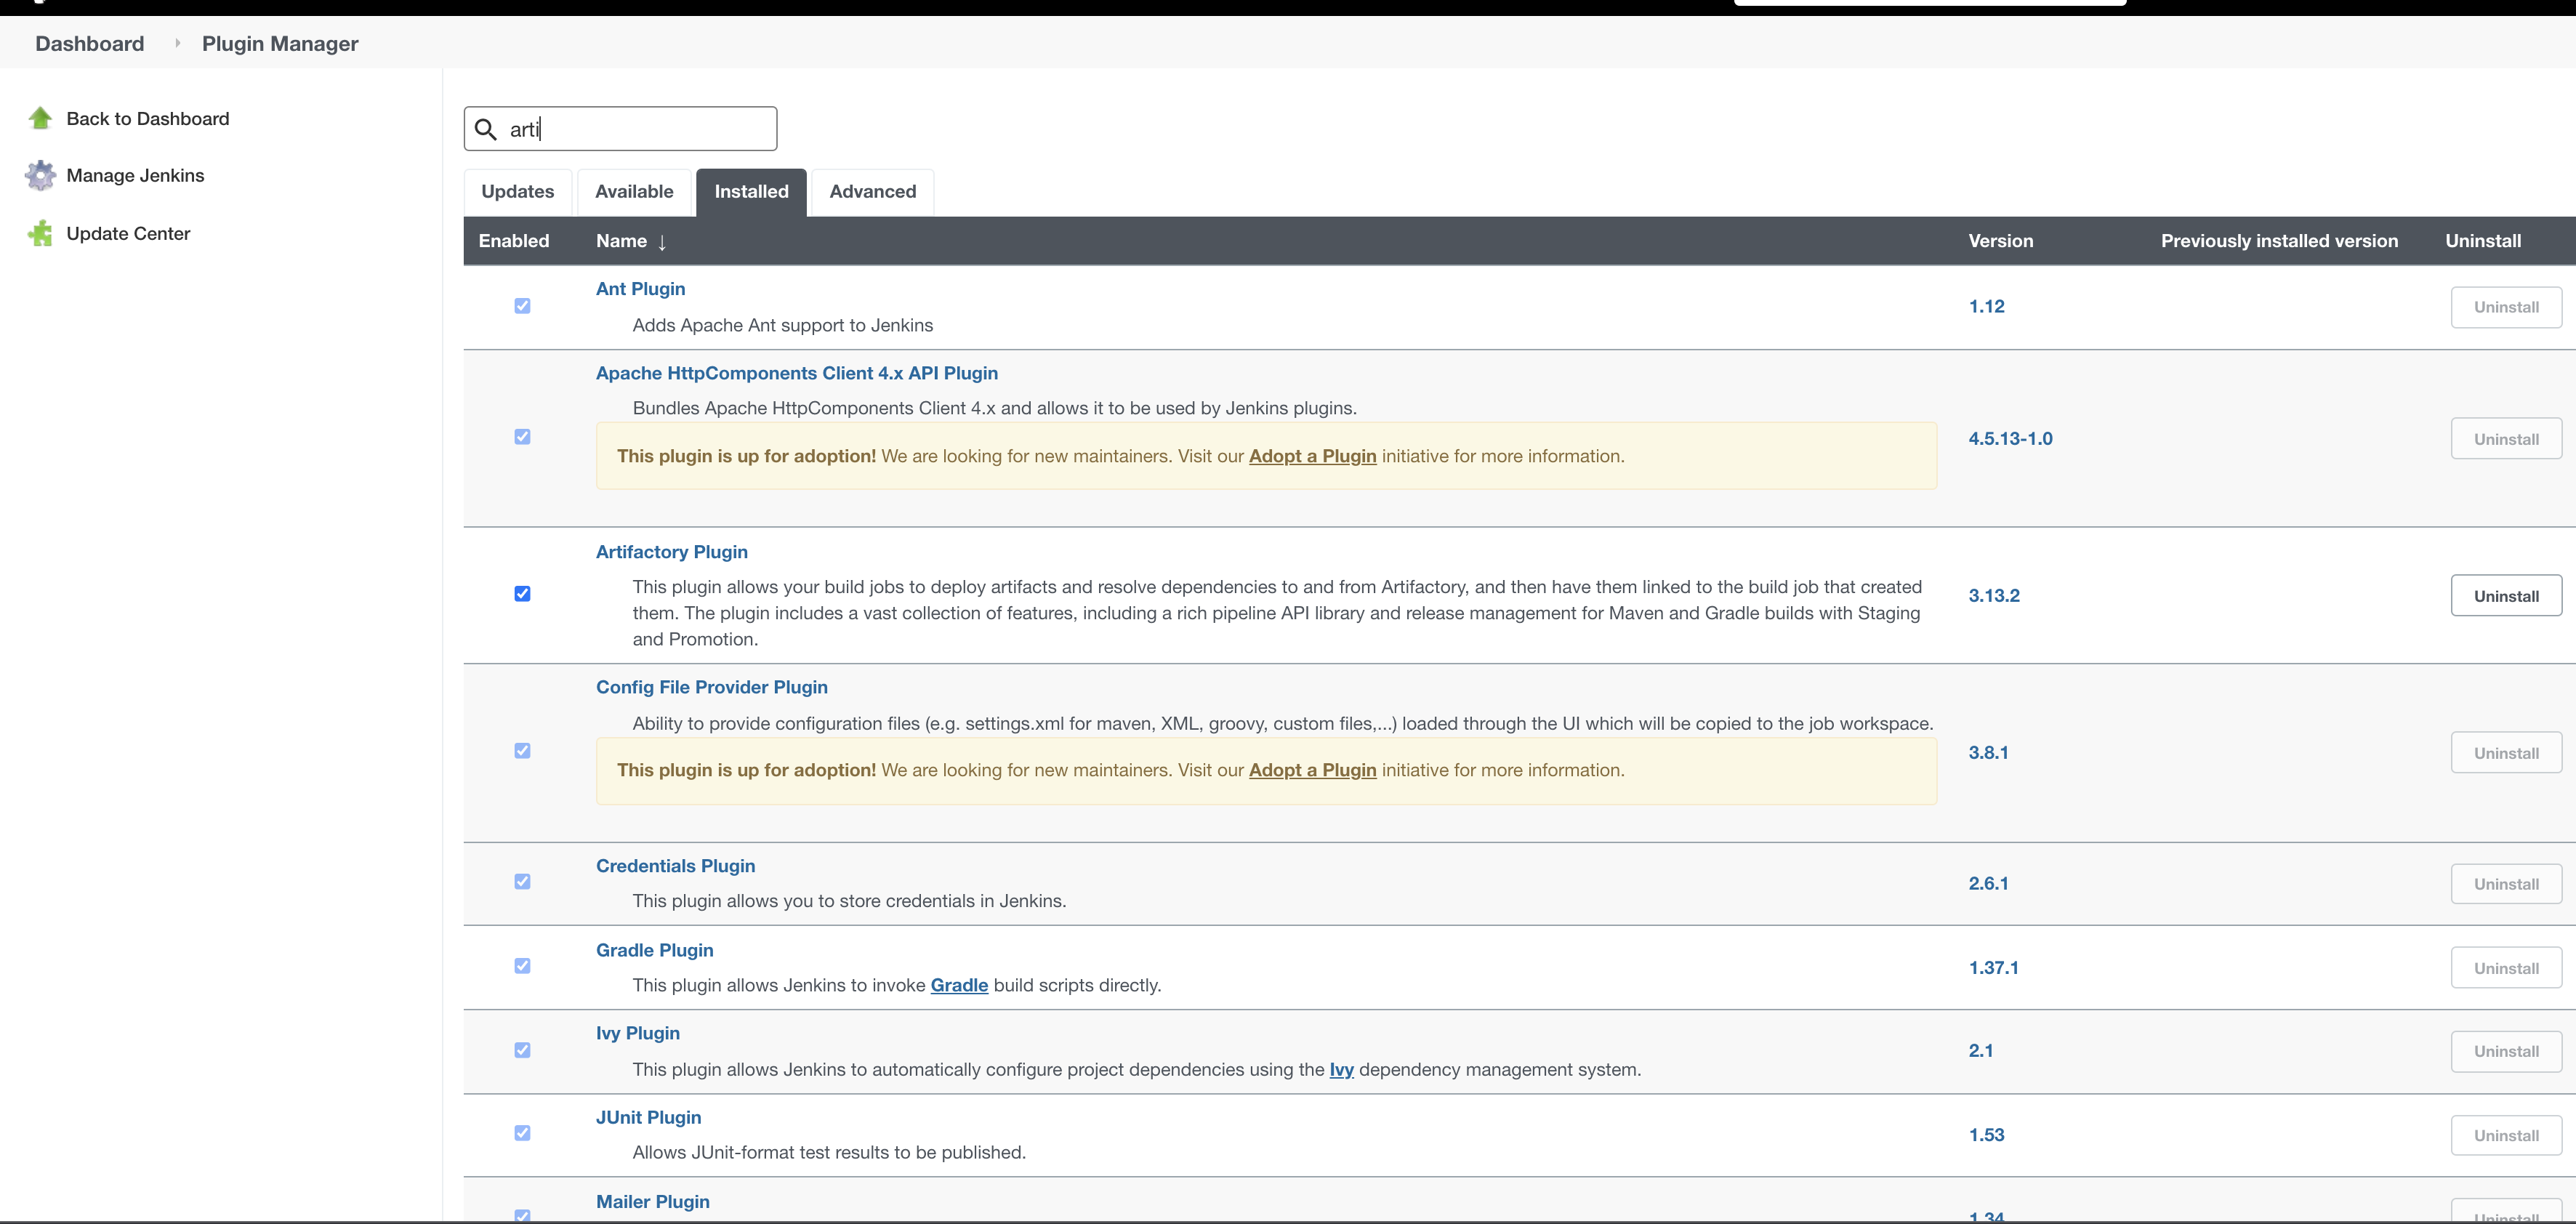 Dashboard
Plugin Manager
Back to Dashboard
Manage Jenkins
Update Center
arti
Updates
Available
Installed
Advanced
Enabled
Name ↓
Version
Previously installed version
Uninstall
Ant Plugin
Adds Apache Ant support to Jenkins
1.12
Uninstall
Apache HttpComponents Client 4.x API Plugin
Bundles Apache HttpComponents Client 4.x and allows it to be used by Jenkins plugins.
This plugin is up for adoption! We are looking for new maintainers. Visit our Adopt a Plugin initiative for more information.
4.5.13-1.0
Uninstall
Artifactory Plugin
This plugin allows your build jobs to deploy artifacts and resolve dependencies to and from Artifactory, and then have them linked to the build job that created
them. The plugin includes a vast collection of features, including a rich pipeline API library and release management for Maven and Gradle builds with Staging
and Promotion.
3.13.2
Uninstall
Config File Provider Plugin
Ability to provide configuration files (e.g. settings.xml for maven, XML, groovy, custom files,...) loaded through the UI which will be copied to the job workspace.
This plugin is up for adoption! We are looking for new maintainers. Visit our Adopt a Plugin initiative for more information.
3.8.1
Uninstall
Credentials Plugin
This plugin allows you to store credentials in Jenkins.
2.6.1
Uninstall
Gradle Plugin
This plugin allows Jenkins to invoke Gradle build scripts directly.
1.37.1
Uninstall
Ivy Plugin
This plugin allows Jenkins to automatically configure project dependencies using the Ivy dependency management system.
2.1
Uninstall
JUnit Plugin
Allows JUnit-format test results to be published.
1.53
Uninstall
Mailer Plugin
1.34
Uninstall